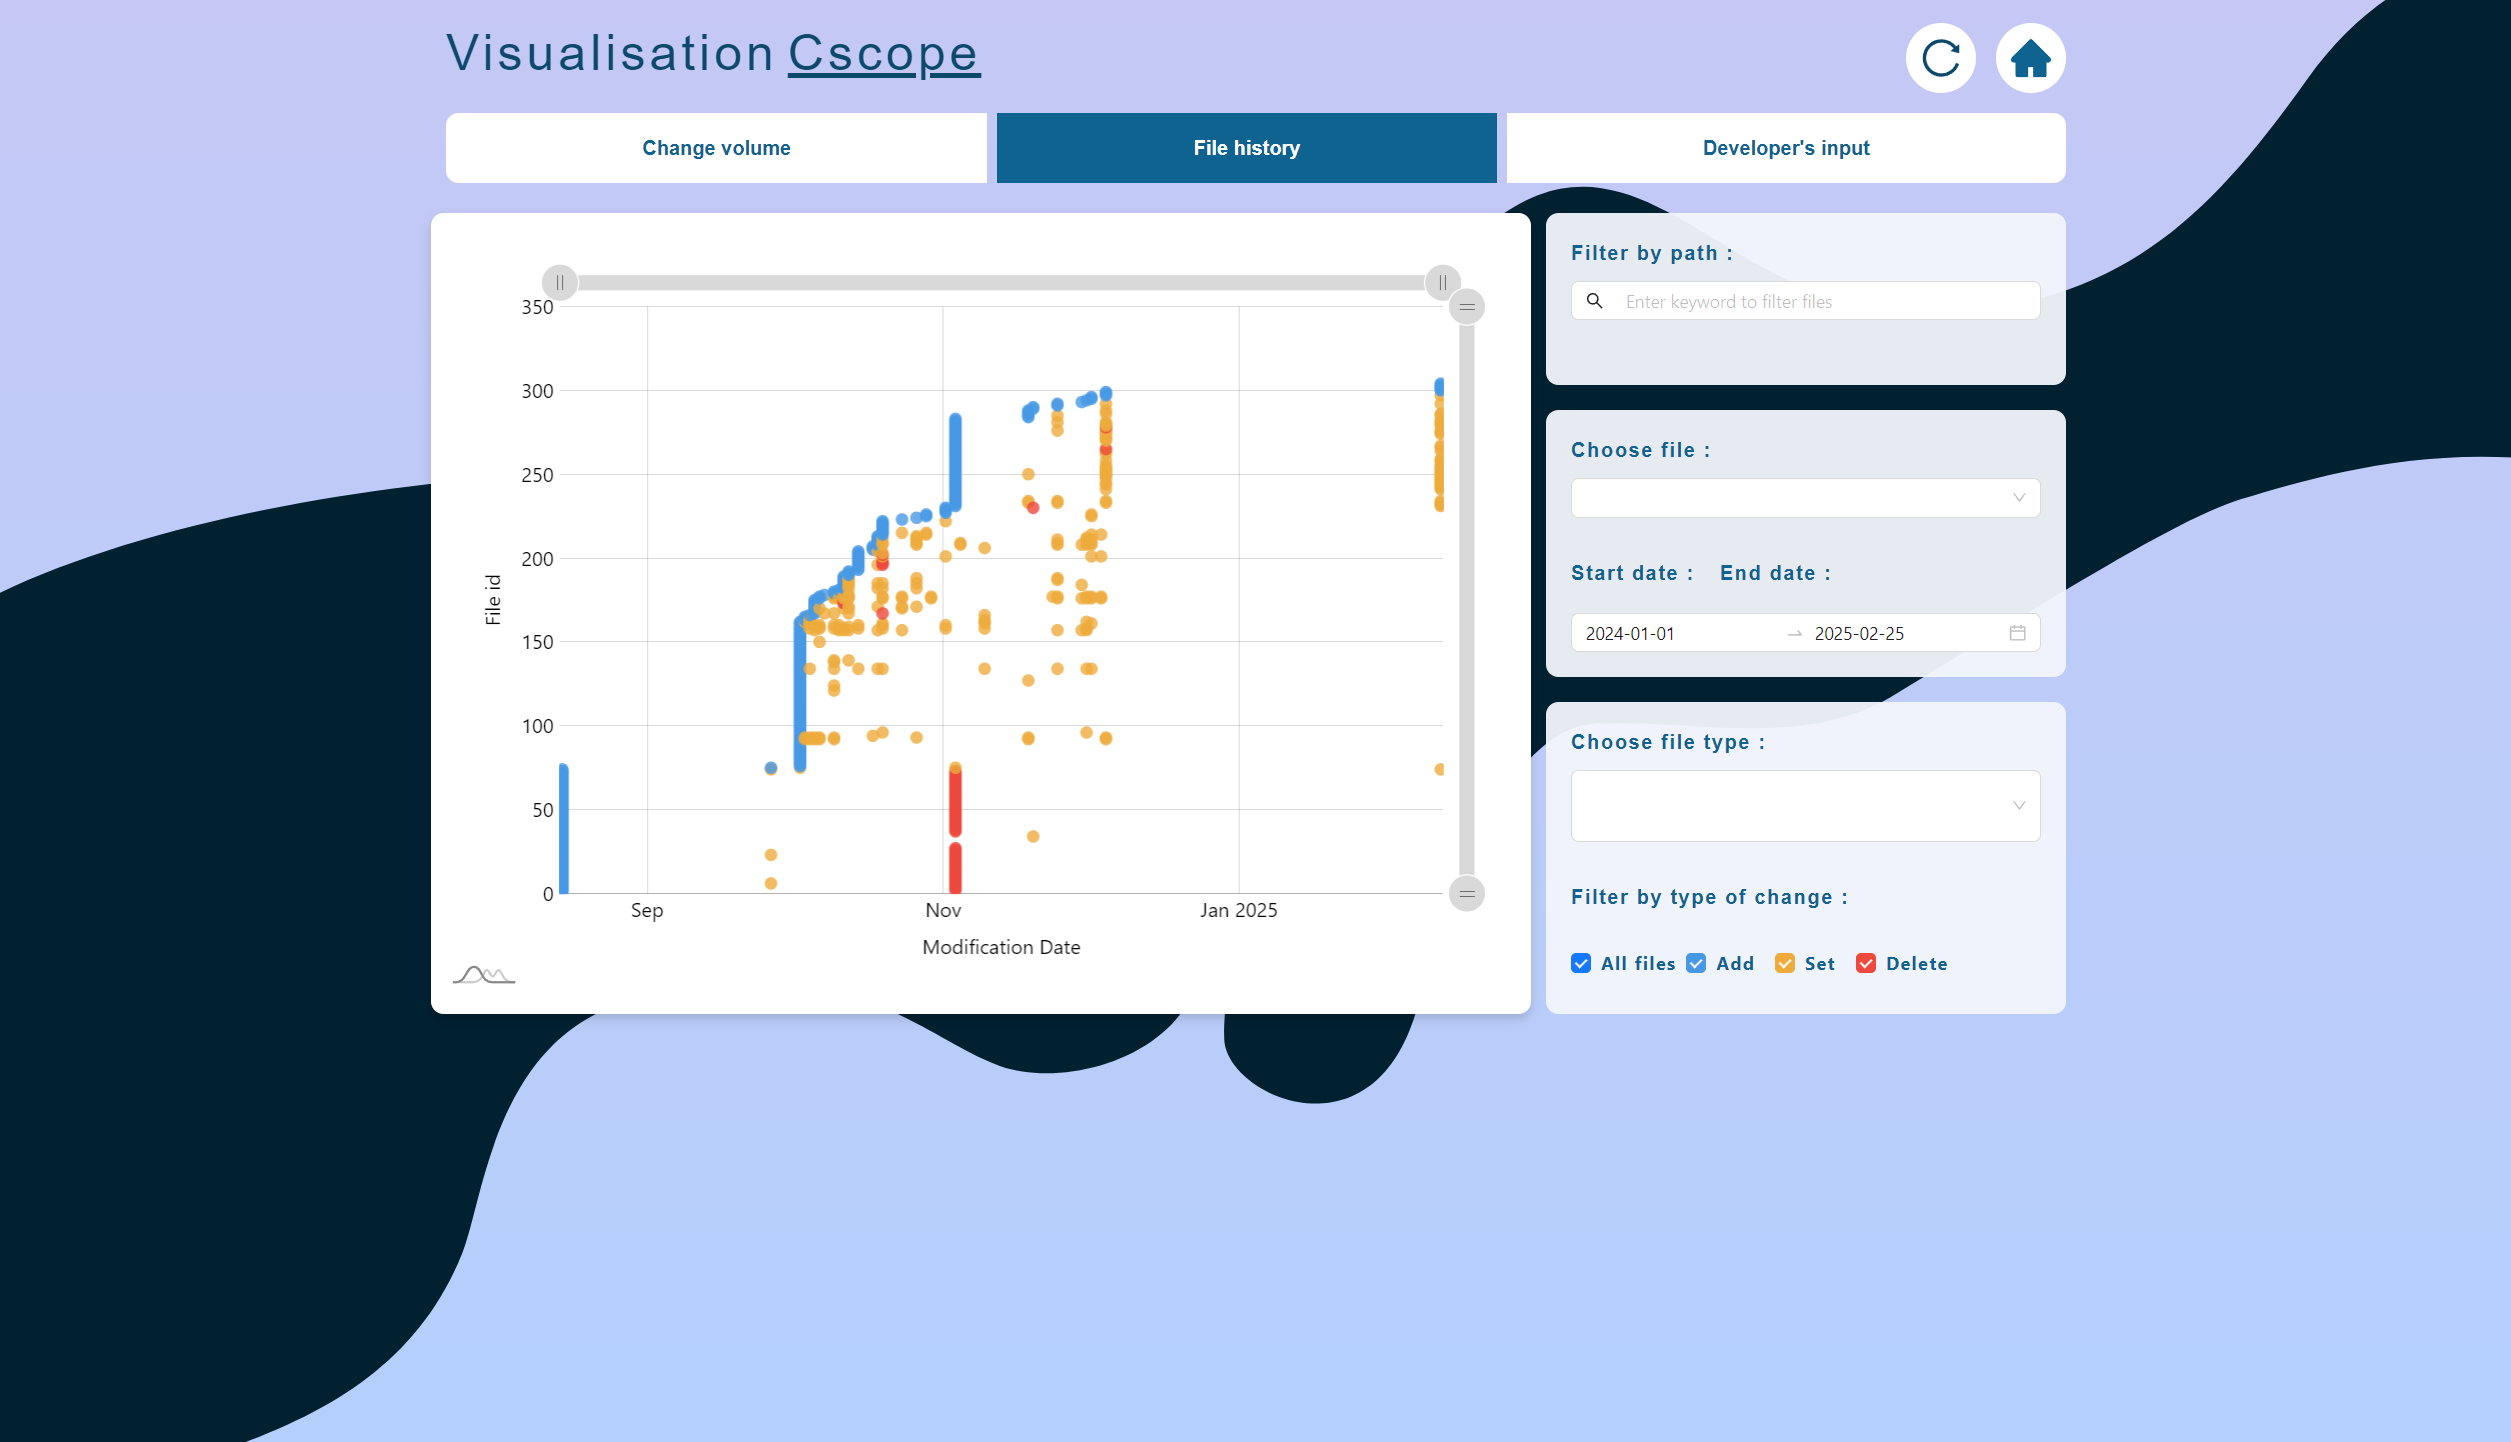 Visualisation Cscope
Change volume
File history
Developer's input
350
300
250
200
150
100
50
0
File id
Sep
Nov
Jan 2025
Modification Date
Filter by path :
Enter keyword to filter files
Choose file :
Start date : End date :
2024-01-01
2025-02-25
Choose file type :
Filter by type of change :
All files
Add
Set
Delete